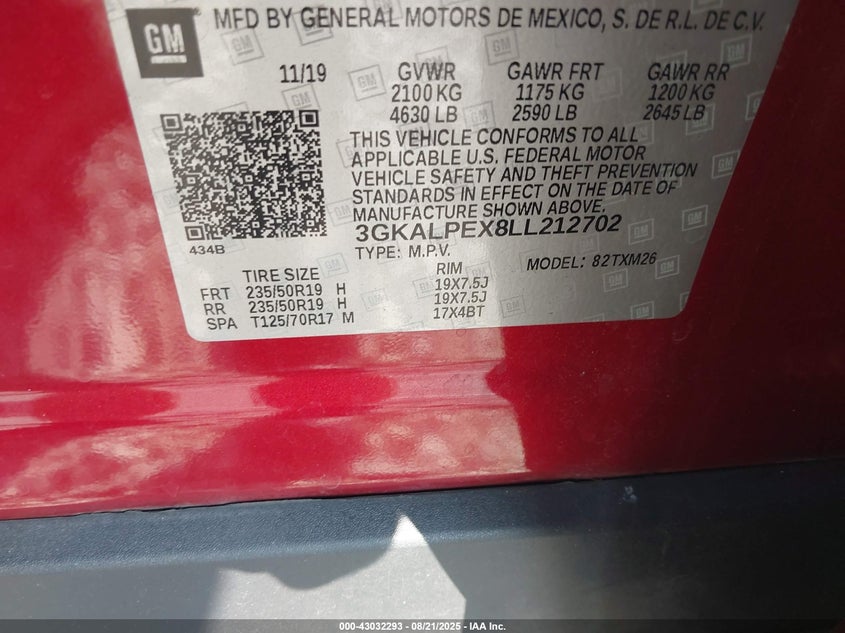 GM
MFD BY GENERAL MOTORS DE MEXICO, S. DE R.L. DE C.V.
11/19 GVWR GAWR FRT GAWR RR
2100 KG 1175 KG 1200 KG
4630 LB 2590 LB 2645 LB
THIS VEHICLE CONFORMS TO ALL
APPLICABLE U.S. FEDERAL MOTOR
VEHICLE SAFETY AND THEFT PREVENTION
STANDARDS IN EFFECT ON THE DATE OF
MANUFACTURE SHOWN ABOVE.
434B
3GKALPEX8LL212702
TYPE: M.P.V. MODEL: 82TXM26
TIRE SIZE RIM
FRT 235/50R19 H 19X7.5J
RR 235/50R19 H 19X7.5J
SPA T125/70R17 M 17X4BT
000-43032293 - 08/21/2025 - IAA Inc.